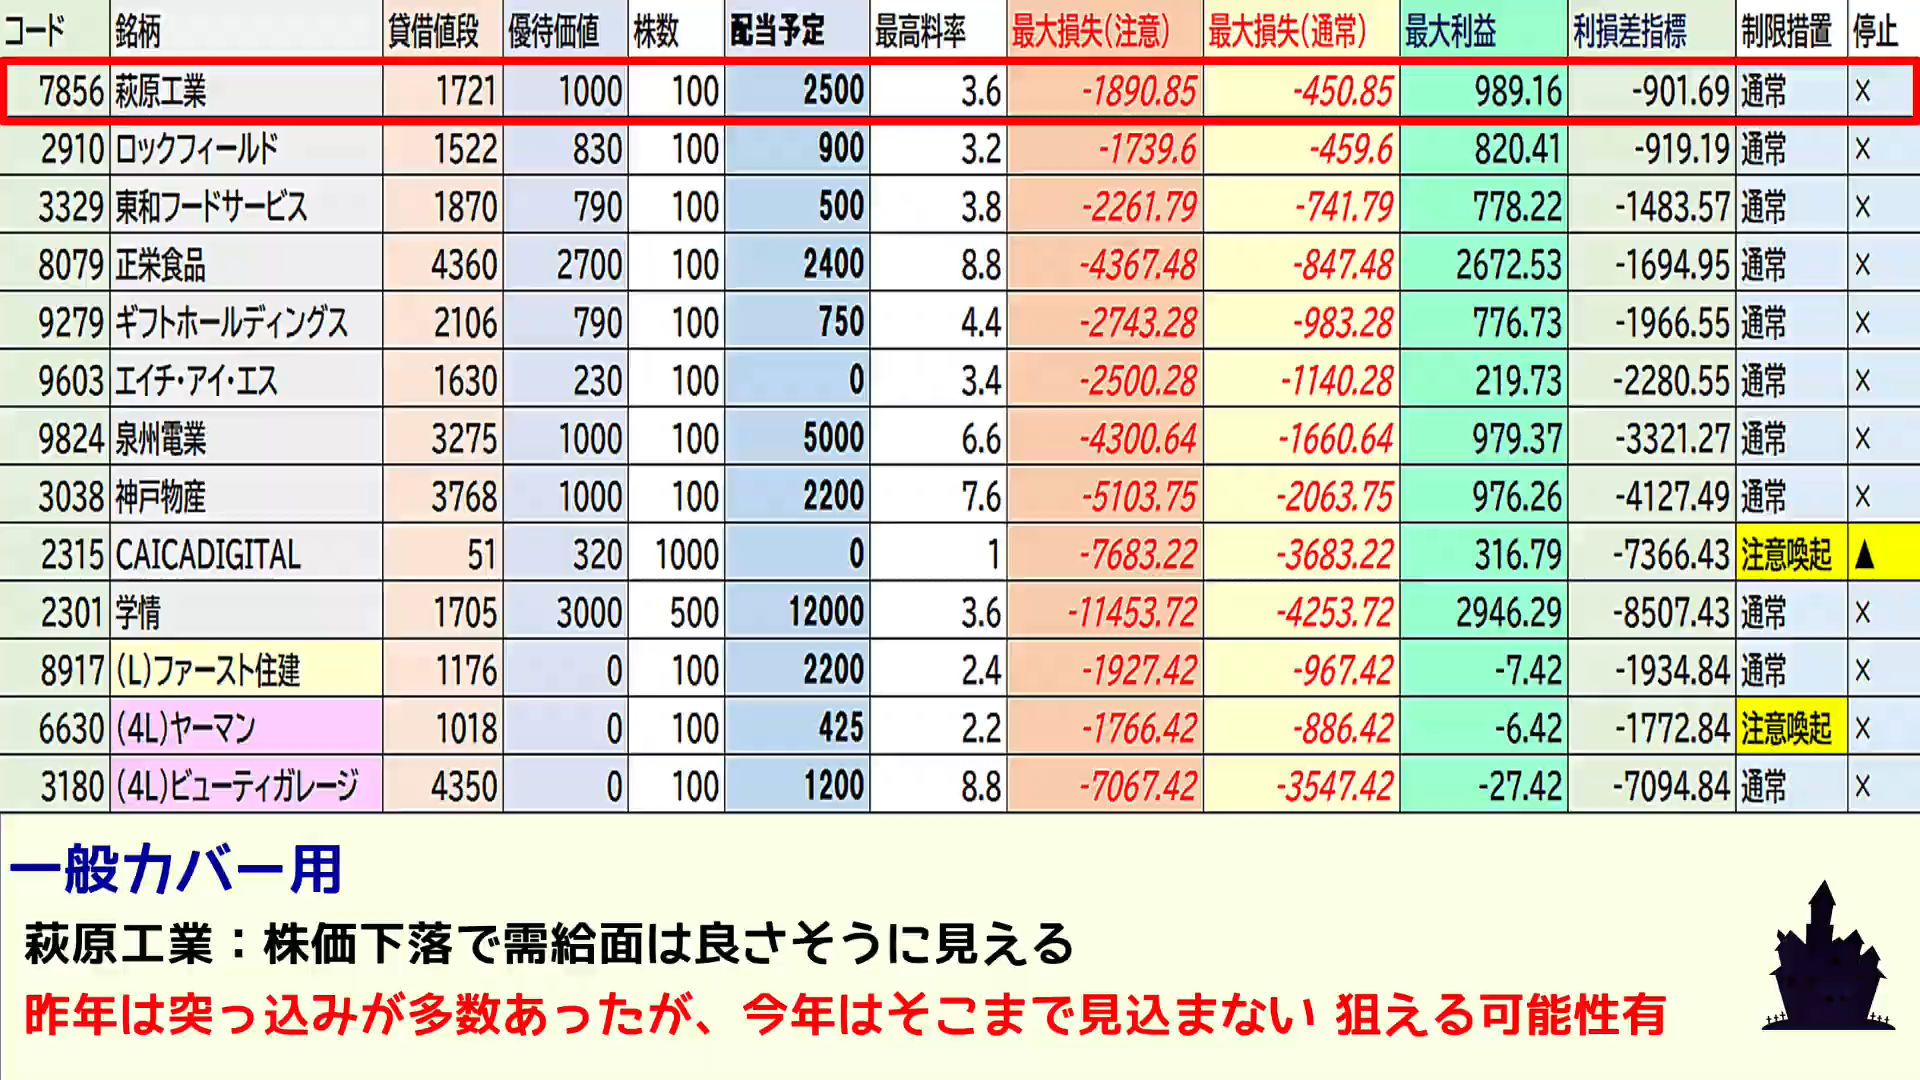 コード 銘柄 貸借値段 優待価値 株数 配当予定 最高料率 最大損失(注意) 最大損失(通常) 最大利益 利損差指標 制限措置 停止
7856 萩原工業 1721 1000 100 2500 3.6 -1890.85 -450.85 989.16 -901.69 通常 ×
2910 ロックフィールド 1522 830 100 900 3.2 -1739.6 -459.6 820.41 -919.19 通常 ×
3329 東和フードサービス 1870 790 100 500 3.8 -2261.79 -741.79 778.22 -1483.57 通常 ×
8079 正栄食品 4360 2700 100 2400 8.8 -4367.48 -847.48 2672.53 -1694.95 通常 ×
9279 ギフトホールディングス 2106 790 100 750 4.4 -2743.28 -983.28 776.73 -1966.55 通常 ×
9603 エイチ・アイ・エス 1630 230 100 0 3.4 -2500.28 -1140.28 219.73 -2280.55 通常 ×
9824 泉州電業 3275 1000 100 5000 6.6 -4300.64 -1660.64 979.37 -3321.27 通常 ×
3038 神戸物産 3768 1000 100 2200 7.6 -5103.75 -2063.75 976.26 -4127.49 通常 ×
2315 CAICADIGITAL 51 320 1000 0 1 -7683.22 -3683.22 316.79 -7366.43 注意喚起 ▲
2301 学情 1705 3000 500 12000 3.6 -11453.72 -4253.72 2946.29 -8507.43 通常 ×
8917 (L)ファースト住建 1176 0 100 2200 2.4 -1927.42 -967.42 -7.42 -1934.84 通常 ×
6630 (4L)ヤーマン 1018 0 100 425 2.2 -1766.42 -886.42 -6.42 -1772.84 注意喚起 ×
3180 (4L)ビューティガレージ 4350 0 100 1200 8.8 -7067.42 -3547.42 -27.42 -7094.84 通常 ×
一般カバー用
萩原工業：株価下落で需給面は良さそうに見える
昨年は突っ込みが多数あったが、今年はそこまで見込まない 狙える可能性有